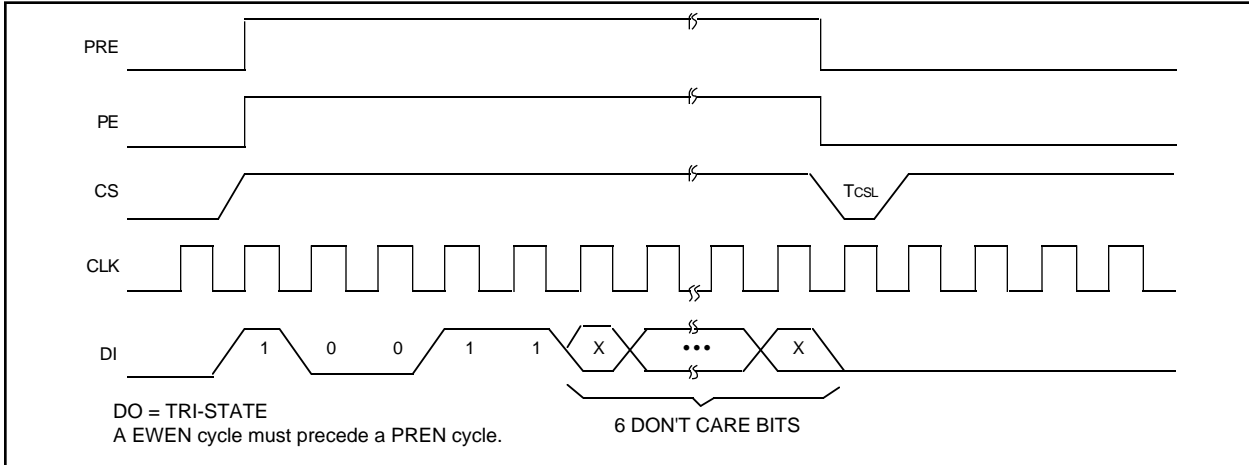 PRE
PE
CS
TCSL
CLK
DI
1 0 0 1 1 X ••• X
DO = TRI-STATE
A EWEN cycle must precede a PREN cycle.
6 DON'T CARE BITS